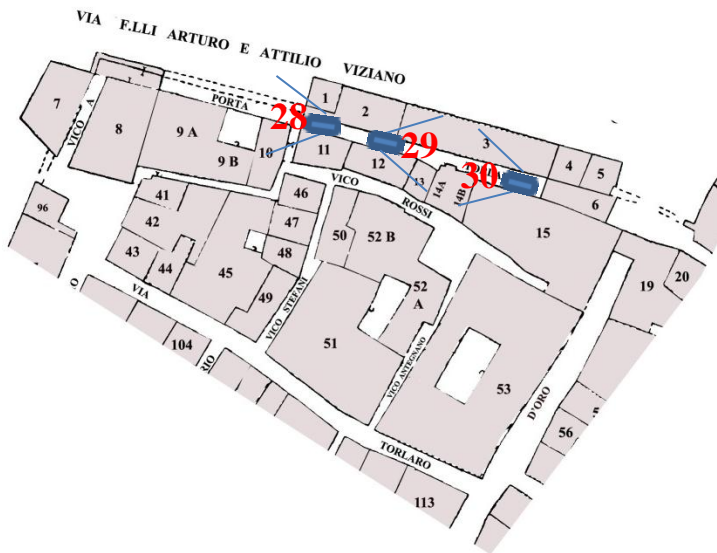 VIA F.LLI ARTURO E ATTILIO VIZIANO
PORTA
1
2
3
4
5
6
7
VICO A
8
9 A
9 B
10
28
29
30
11
12
13
14A
14B
15
VICO
ROSSI
19
20
96
41
42
43
44
45
46
47
48
49
50
52 B
52
A
51
53
VICO STEFANI
VICO ANTEGNANO
D'ORO
VIA
TORLARO
104
RIO
56
113